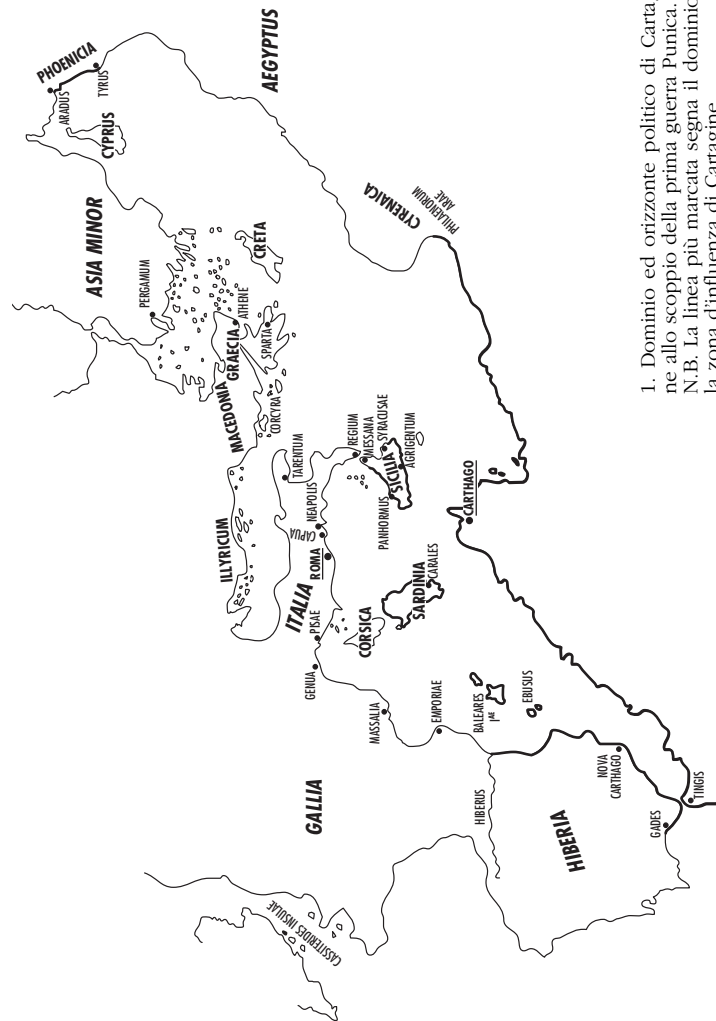 PHOENICIA
ARADUS
TYRUS
CYPRUS
AEGYPTUS
ASIA MINOR
PERGAMUM
CRETA
CYRENAICA
PHILAENORUM
ARAE
MACEDONIA
GRAECIA
ATHENE
SPARTA
CORCYRA
ILLYRICUM
TARENTUM
REGIUM
MESSANA
SYRACUSAE
SICILIA
AGRIGENTUM
PANHORMUS
NEAPOLIS
CAPUA
ROMA
ITALIA
PISAE
GENUA
CORSICA
SARDINIA
CARALES
CARTHAGO
MASSALIA
EMPORIAE
BALEARES
IAE
EBUSUS
GALLIA
HIBERUS
HIBERIA
NOVA
CARTHAGO
GADES
TINGIS
CASSITERIDES INSULAE
1. Dominio ed orizzonte politico di Cartag
ne allo scoppio della prima guerra Punica.
N.B. La linea più marcata segna il dominio
la zona d'influenza di Cartagine